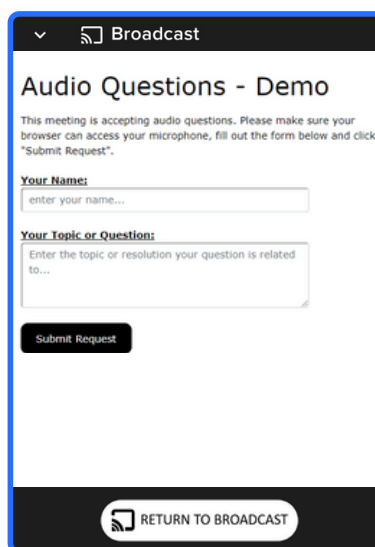 Broadcast
Audio Questions - Demo
This meeting is accepting audio questions. Please make sure your
browser can access your microphone, fill out the form below and click
"Submit Request".
Your Name:
enter your name...
Your Topic or Question:
Enter the topic or resolution your question is related
to...
Submit Request
RETURN TO BROADCAST